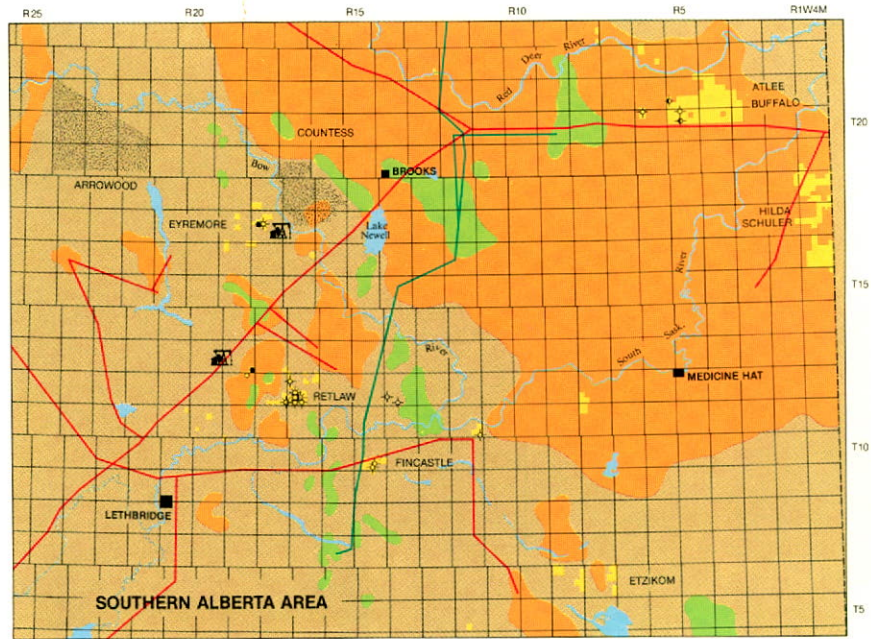 R25 R20 R15 R10 R5 R1W4M
Red Deer River
ATLEE
BUFFALO
T20
COUNTESS
Bow
BROOKS
ARROWOOD
EYREMORE
Lake
Newell
HILDA
SCHULER
River
T15
River
South Sask.
MEDICINE HAT
RETLAW
T10
FINCASTLE
LETHBRIDGE
ETZIKOM
SOUTHERN ALBERTA AREA
T5